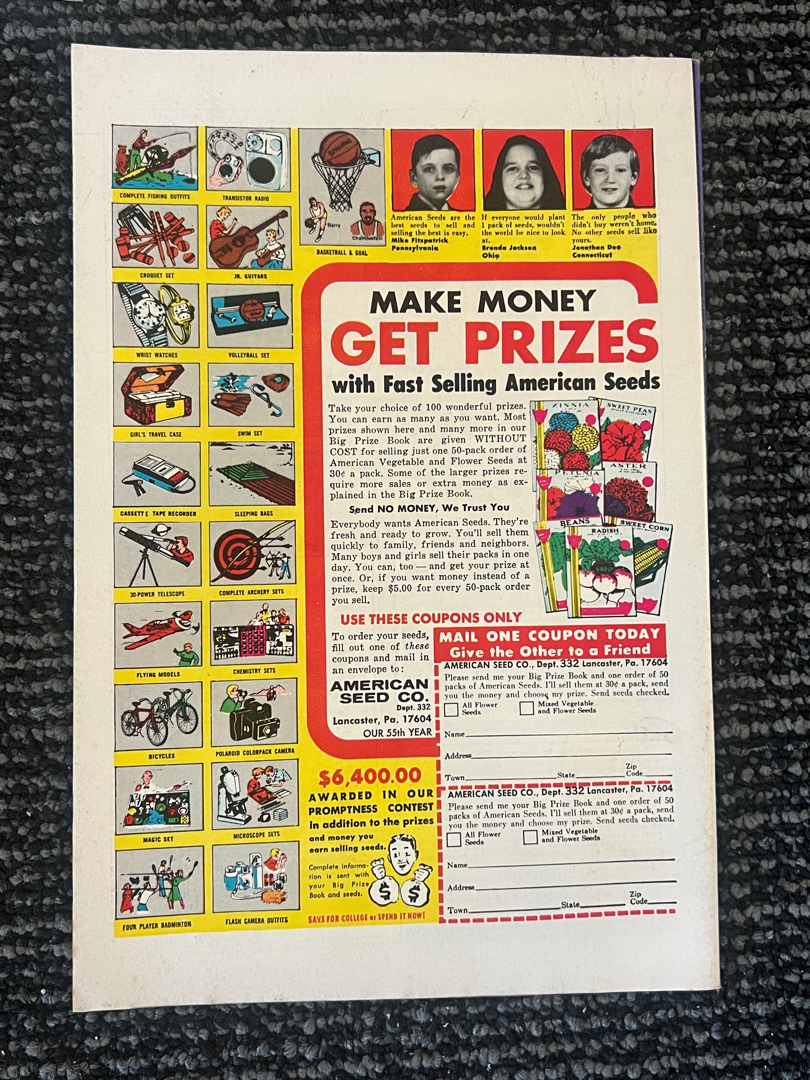 COMPLETE FISHING OUTFITS
TRANSISTOR RADIO
CROQUET SET
JR. GUITARS
WRIST WATCHES
VOLLEYBALL SET
GIRL'S TRAVEL CASE
SWIM SET
CASSETTE TAPE RECORDER
SLEEPING BAGS
30-POWER TELESCOPE
COMPLETE ARCHERY SETS
FLYING MODELS
CHEMISTRY SETS
BICYCLES
POLAROID COLORPACK CAMERA
MAGIC SET
MICROSCOPE SETS
FOUR PLAYER BADMINTON
FLASH CAMERA OUTFITS
SPALDING
Barry
Chamberlain
BASKETBALL & GOAL
American Seeds are the
best seeds to sell and
selling the best is easy.
Mike Fitzpatrick
Pennsylvania
If everyone would plant
1 pack of seeds, wouldn't
the world be nice to look
at.
Brenda Jackson
Ohio
The only people who
didn't buy weren't home.
No other seeds sell like
yours.
Jonathan Dee
Connecticut
MAKE MONEY
GET PRIZES
with Fast Selling American Seeds
Take your choice of 100 wonderful prizes.
You can earn as many as you want. Most
prizes shown here and many more in our
Big Prize Book are given WITHOUT
COST for selling just one 50-pack order of
American Vegetable and Flower Seeds at
30¢ a pack. Some of the larger prizes re-
quire more sales or extra money as ex-
plained in the Big Prize Book.
Send NO MONEY, We Trust You
Everybody wants American Seeds. They're
fresh and ready to grow. You'll sell them
quickly to family, friends and neighbors.
Many boys and girls sell their packs in one
day. You can, too — and get your prize at
once. Or, if you want money instead of a
prize, keep $5.00 for every 50-pack order
you sell.
ZINNIA
SWEET PEAS
PETUNIA
ASTER
BEANS
RADISH
SWEET CORN
USE THESE COUPONS ONLY
To order your seeds,
fill out one of these
coupons and mail in
an envelope to:
AMERICAN
SEED CO.
Dept. 332
Lancaster, Pa. 17604
OUR 55th YEAR
$6,400.00
AWARDED IN OUR
PROMPTNESS CONTEST
In addition to the prizes
and money you
earn selling seeds.
Complete informa-
tion is sent with
your Big Prize
Book and seeds.
$ $
SAVE FOR COLLEGE or SPEND IT NOW!
MAIL ONE COUPON TODAY
Give the Other to a Friend
AMERICAN SEED CO., Dept. 332 Lancaster, Pa. 17604
Please send me your Big Prize Book and one order of 50
packs of American Seeds. I'll sell them at 30¢ a pack, send
you the money and choose my prize. Send seeds checked.
All Flower Seeds
Mixed Vegetable and Flower Seeds
Name
Address
Town State Zip Code
AMERICAN SEED CO., Dept. 332 Lancaster, Pa. 17604
Please send me your Big Prize Book and one order of 50
packs of American Seeds. I'll sell them at 30¢ a pack, send
you the money and choose my prize. Send seeds checked.
All Flower Seeds
Mixed Vegetable and Flower Seeds
Name
Address
Town State Zip Code